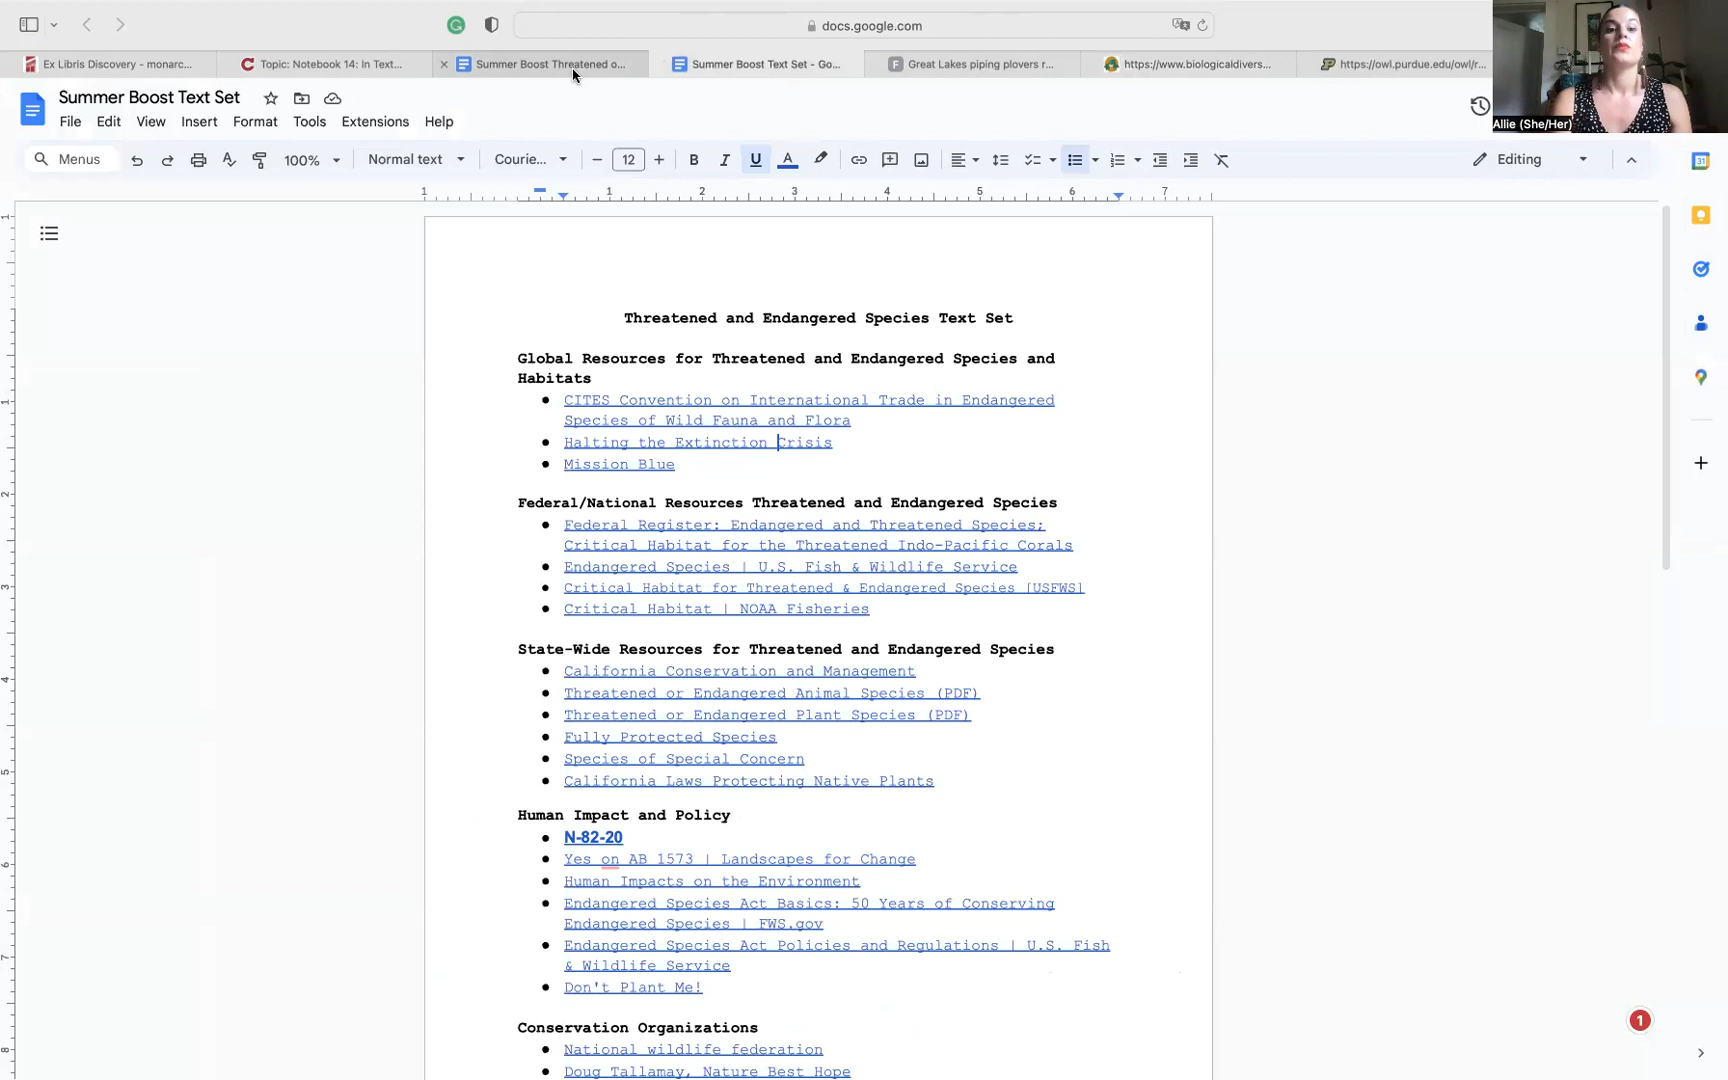 docs.google.com
Ex Libris Discovery - monarc...
Topic: Notebook 14: In Text...
Summer Boost Threatened o...
Summer Boost Text Set - Go...
Great Lakes piping plovers r...
https://www.biologicaldivers...
https://owl.purdue.edu/owl/r...
Allie (She/Her)
Summer Boost Text Set
File Edit View Insert Format Tools Extensions Help
Menus 100% Normal text Courie... 12 Editing
1 1 2 3 4 5 6 7
Threatened and Endangered Species Text Set
Global Resources for Threatened and Endangered Species and
Habitats
● CITES Convention on International Trade in Endangered
Species of Wild Fauna and Flora
● Halting the Extinction Crisis
● Mission Blue
Federal/National Resources Threatened and Endangered Species
● Federal Register: Endangered and Threatened Species;
Critical Habitat for the Threatened Indo-Pacific Corals
● Endangered Species | U.S. Fish & Wildlife Service
● Critical Habitat for Threatened & Endangered Species [USFWS]
● Critical Habitat | NOAA Fisheries
State-Wide Resources for Threatened and Endangered Species
● California Conservation and Management
● Threatened or Endangered Animal Species (PDF)
● Threatened or Endangered Plant Species (PDF)
● Fully Protected Species
● Species of Special Concern
● California Laws Protecting Native Plants
Human Impact and Policy
● N-82-20
● Yes on AB 1573 | Landscapes for Change
● Human Impacts on the Environment
● Endangered Species Act Basics: 50 Years of Conserving
Endangered Species | FWS.gov
● Endangered Species Act Policies and Regulations | U.S. Fish
& Wildlife Service
● Don't Plant Me!
Conservation Organizations
● National wildlife federation
● Doug Tallamay, Nature Best Hope
1